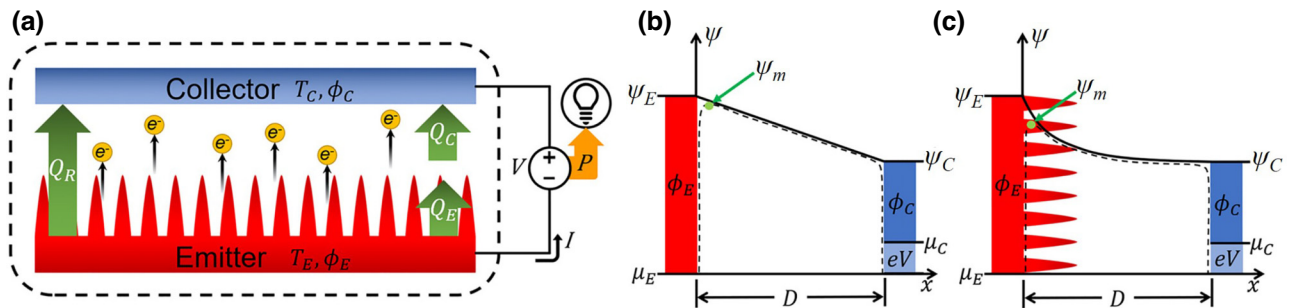 (a)
Collector T_C, ϕ_C
e-
e-
e-
e-
e-
e-
Q_R
Q_C
Q_E
V
P
I
Emitter T_E, ϕ_E
(b)
ψ
ψ_m
ψ_E
ψ_C
ϕ_E
ϕ_C
μ_C
eV
μ_E
x
D
(c)
ψ
ψ_m
ψ_E
ψ_C
ϕ_E
ϕ_C
μ_C
eV
μ_E
x
D